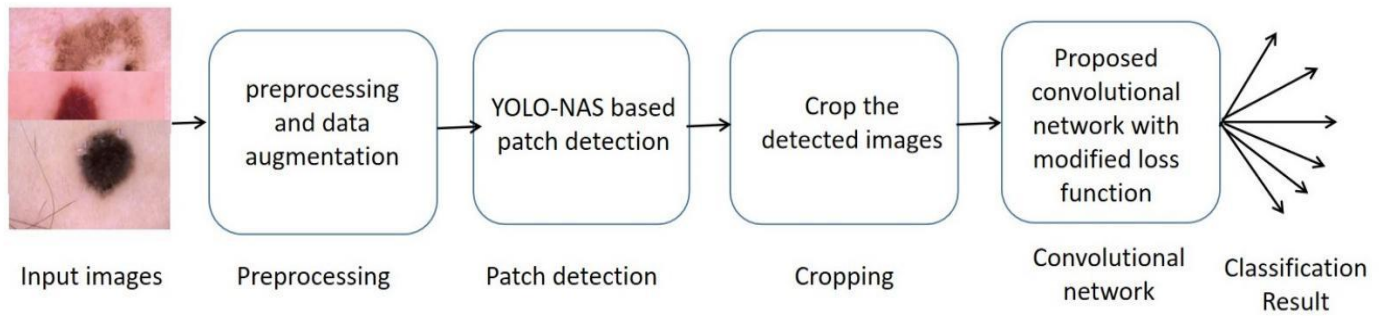 preprocessing
and data
augmentation
YOLO-NAS based
patch detection
Crop the
detected images
Proposed
convolutional
network with
modified loss
function
Input images
Preprocessing
Patch detection
Cropping
Convolutional
network
Classification
Result